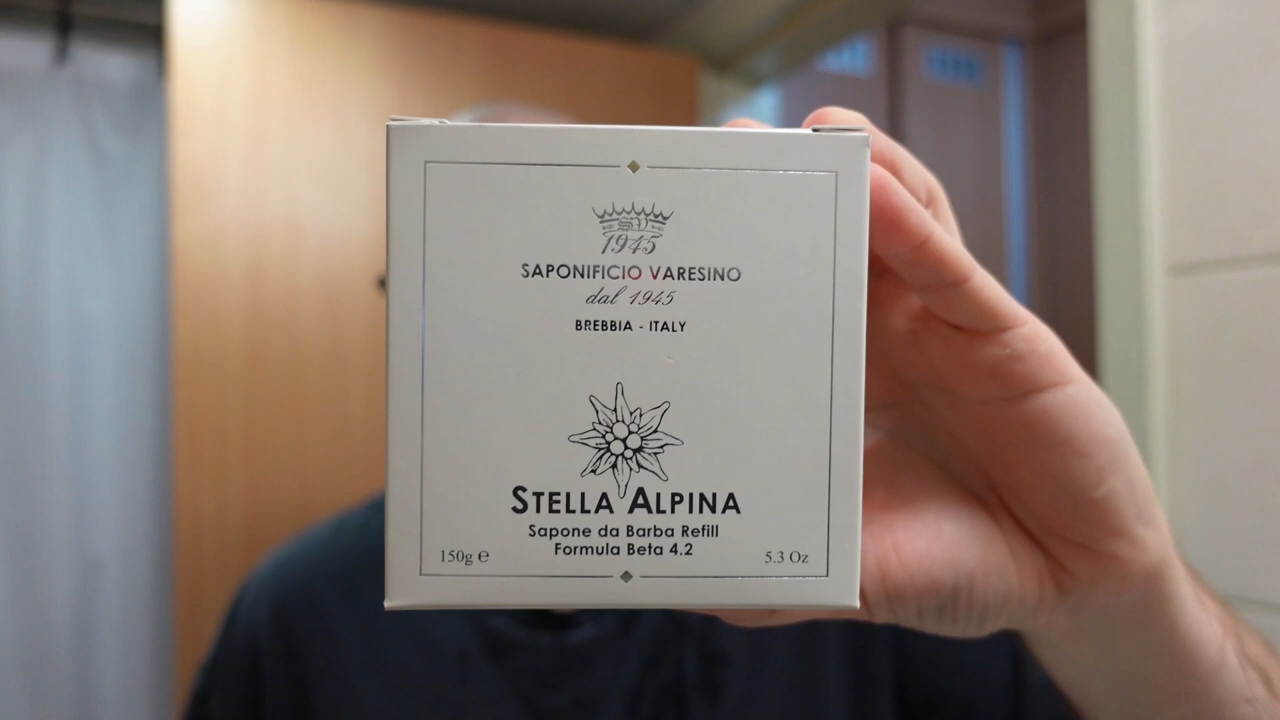 SV
1945
SAPONIFICIO VARESINO
dal 1945
BREBBIA - ITALY
STELLA ALPINA
Sapone da Barba Refill
Formula Beta 4.2
150g ℮
5.3 Oz